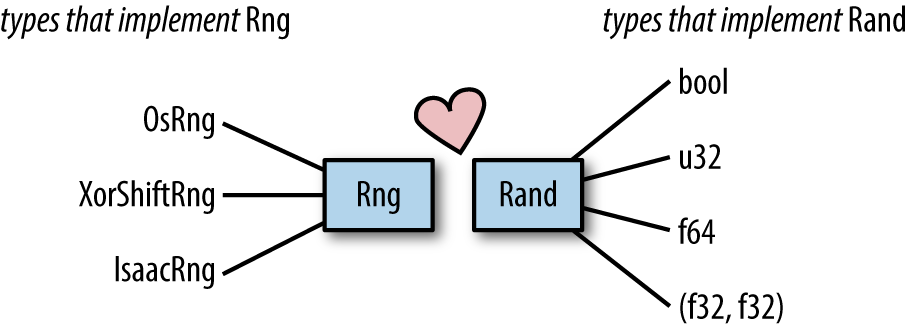 types that implement Rng
types that implement Rand
OsRng
XorShiftRng
IsaacRng
Rng
Rand
bool
u32
f64
(f32, f32)